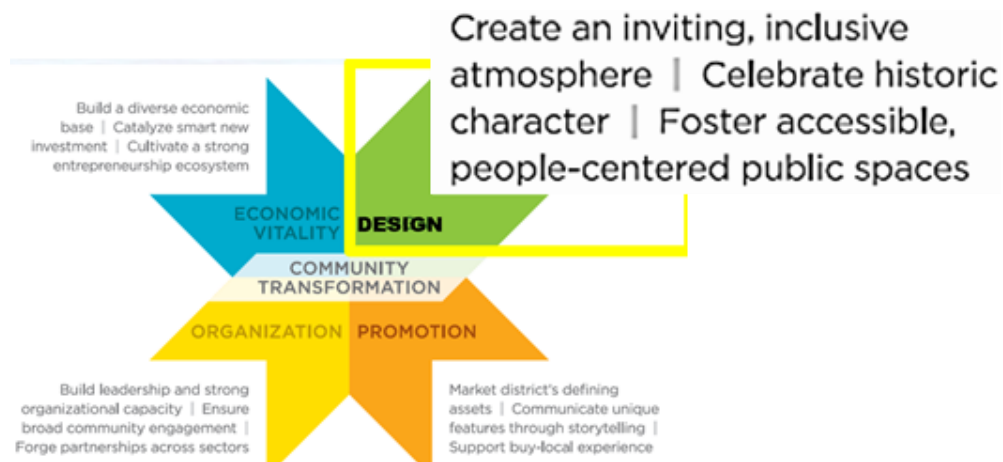 Create an inviting, inclusive
atmosphere | Celebrate historic
character | Foster accessible,
people-centered public spaces
Build a diverse economic
base | Catalyze smart new
investment | Cultivate a strong
entrepreneurship ecosystem
ECONOMIC
VITALITY
DESIGN
COMMUNITY
TRANSFORMATION
ORGANIZATION
PROMOTION
Build leadership and strong
organizational capacity | Ensure
broad community engagement |
Forge partnerships across sectors
Market district's defining
assets | Communicate unique
features through storytelling |
Support buy-local experience